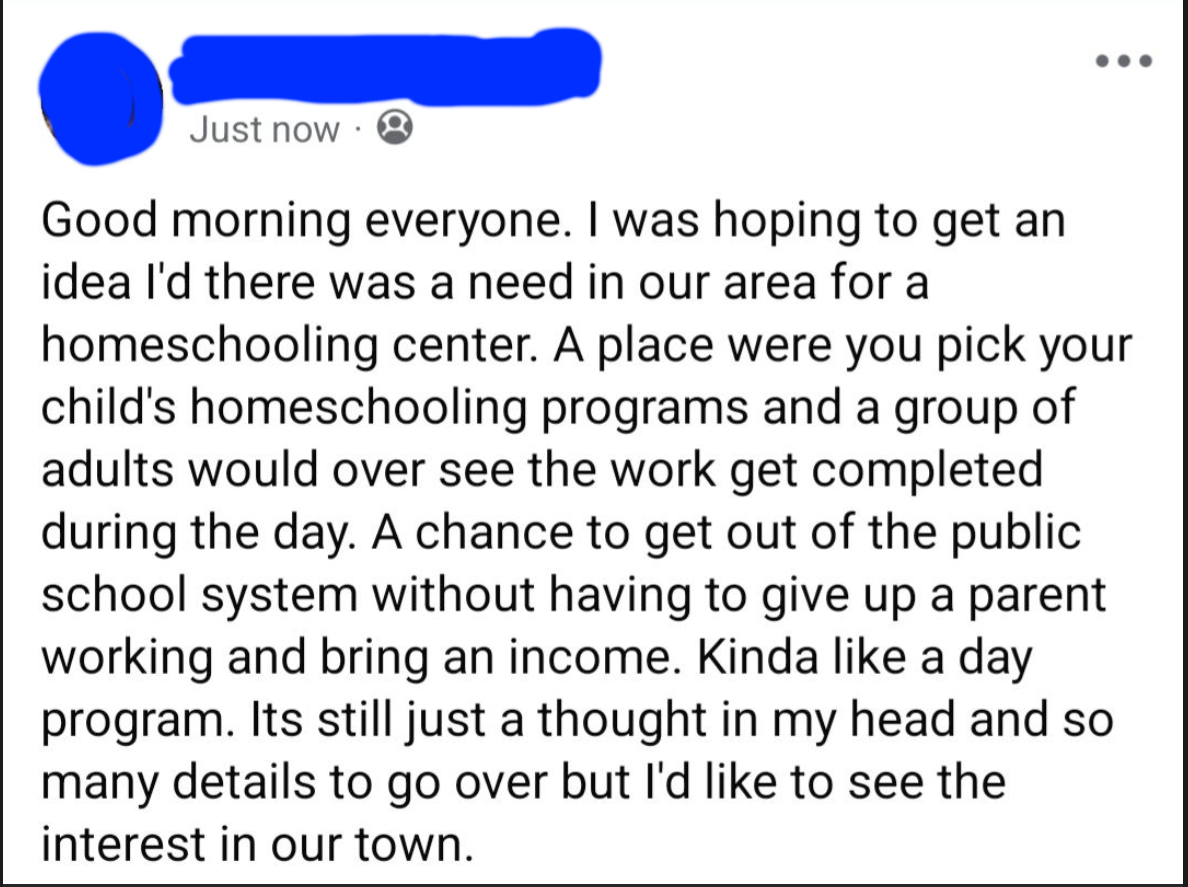 Just now ·
Good morning everyone. I was hoping to get an
idea I'd there was a need in our area for a
homeschooling center. A place were you pick your
child's homeschooling programs and a group of
adults would over see the work get completed
during the day. A chance to get out of the public
school system without having to give up a parent
working and bring an income. Kinda like a day
program. Its still just a thought in my head and so
many details to go over but I'd like to see the
interest in our town.